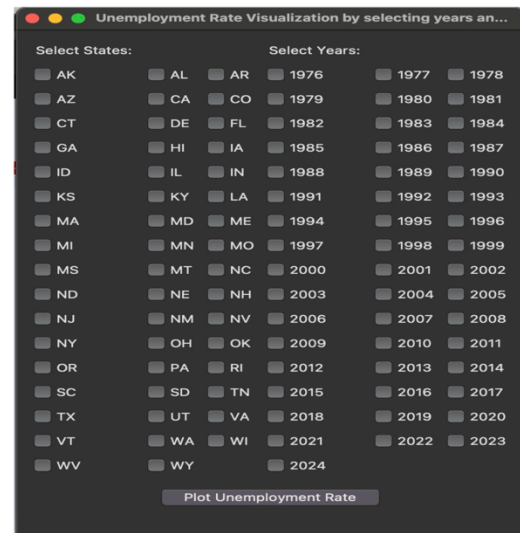 Unemployment Rate Visualization by selecting years an...
Select States: Select Years:
AK AL AR 1976 1977 1978
AZ CA CO 1979 1980 1981
CT DE FL 1982 1983 1984
GA HI IA 1985 1986 1987
ID IL IN 1988 1989 1990
KS KY LA 1991 1992 1993
MA MD ME 1994 1995 1996
MI MN MO 1997 1998 1999
MS MT NC 2000 2001 2002
ND NE NH 2003 2004 2005
NJ NM NV 2006 2007 2008
NY OH OK 2009 2010 2011
OR PA RI 2012 2013 2014
SC SD TN 2015 2016 2017
TX UT VA 2018 2019 2020
VT WA WI 2021 2022 2023
WV WY 2024
Plot Unemployment Rate